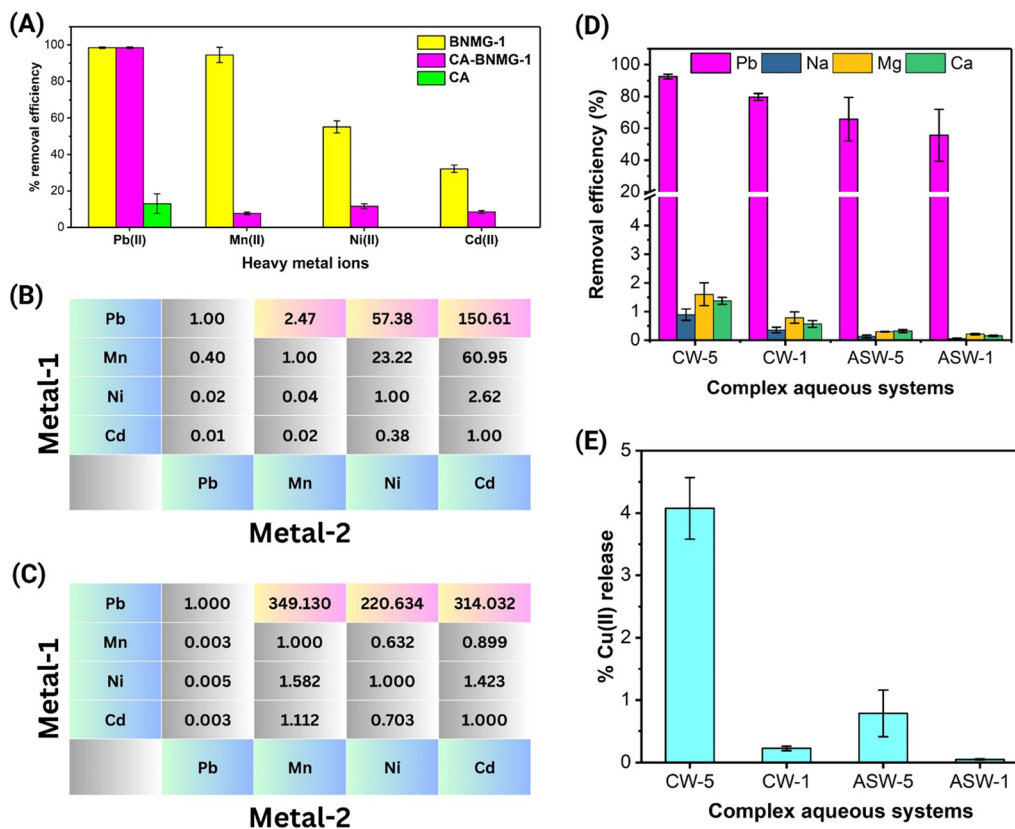 (A)
% removal efficiency
100
80
60
40
20
0
BNMG-1
CA-BNMG-1
CA
Pb(II) Mn(II) Ni(II) Cd(II)
Heavy metal ions
(B)
Metal-1
Pb 1.00 2.47 57.38 150.61
Mn 0.40 1.00 23.22 60.95
Ni 0.02 0.04 1.00 2.62
Cd 0.01 0.02 0.38 1.00
Pb Mn Ni Cd
Metal-2
(C)
Metal-1
Pb 1.000 349.130 220.634 314.032
Mn 0.003 1.000 0.632 0.899
Ni 0.005 1.582 1.000 1.423
Cd 0.003 1.112 0.703 1.000
Pb Mn Ni Cd
Metal-2
(D)
Removal efficiency (%)
100
80
60
40
20
5
4
3
2
1
0
Pb Na Mg Ca
CW-5 CW-1 ASW-5 ASW-1
Complex aqueous systems
(E)
% Cu(II) release
5
4
3
2
1
0
CW-5 CW-1 ASW-5 ASW-1
Complex aqueous systems